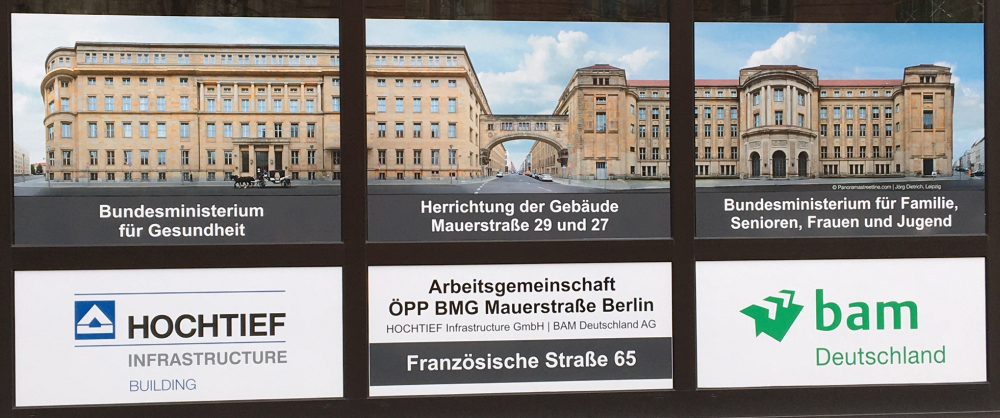 Bundesministerium
für Gesundheit
Herrichtung der Gebäude
Mauerstraße 29 und 27
© Panoramastreetline.com | Jörg Dietrich, Leipzig
Bundesministerium für Familie,
Senioren, Frauen und Jugend
HOCHTIEF
INFRASTRUCTURE
BUILDING
Arbeitsgemeinschaft
ÖPP BMG Mauerstraße Berlin
HOCHTIEF Infrastructure GmbH | BAM Deutschland AG
Französische Straße 65
bam
Deutschland